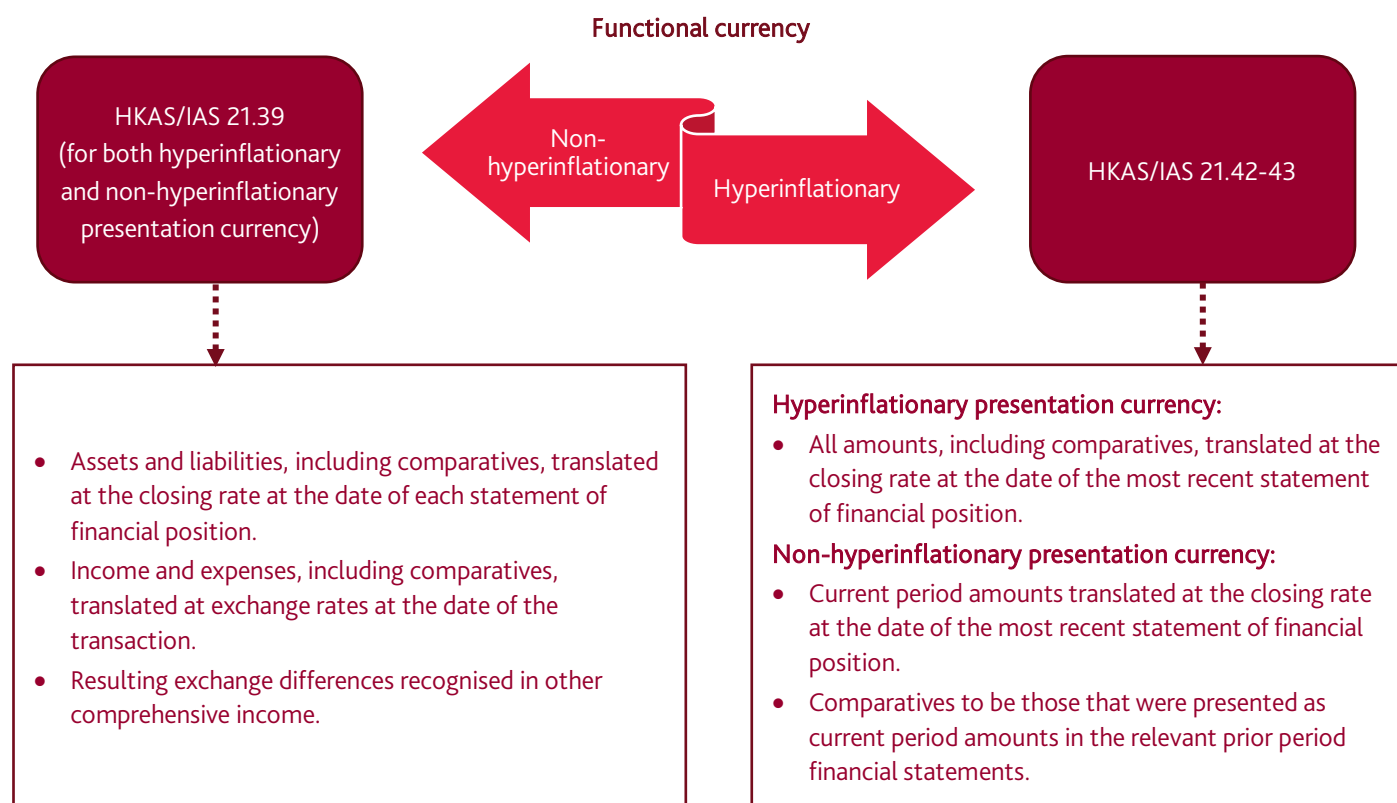 Functional currency
HKAS/IAS 21.39
(for both hyperinflationary
and non-hyperinflationary
presentation currency)
Non-
hyperinflationary
Hyperinflationary
HKAS/IAS 21.42-43
• Assets and liabilities, including comparatives, translated
at the closing rate at the date of each statement of
financial position.
• Income and expenses, including comparatives,
translated at exchange rates at the date of the
transaction.
• Resulting exchange differences recognised in other
comprehensive income.
Hyperinflationary presentation currency:
• All amounts, including comparatives, translated at the
closing rate at the date of the most recent statement
of financial position.
Non-hyperinflationary presentation currency:
• Current period amounts translated at the closing rate
at the date of the most recent statement of financial
position.
• Comparatives to be those that were presented as
current period amounts in the relevant prior period
financial statements.